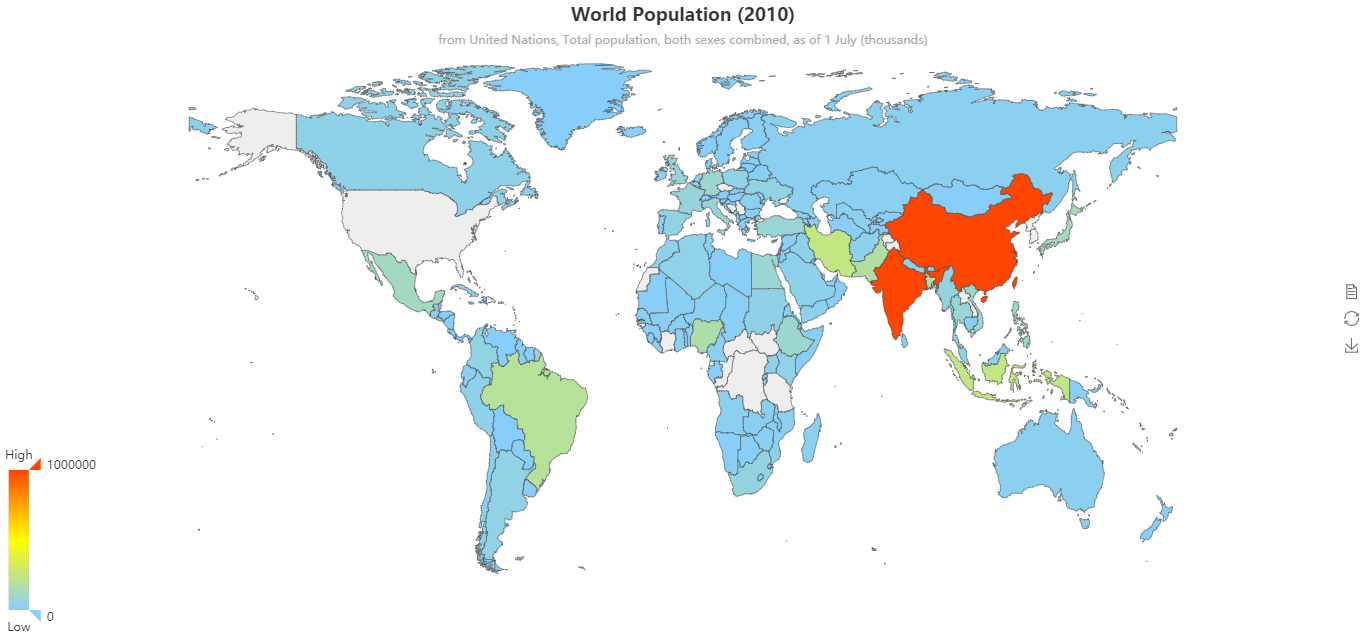 World Population (2010)
from United Nations, Total population, both sexes combined, as of 1 July (thousands)
High
1000000
0
Low